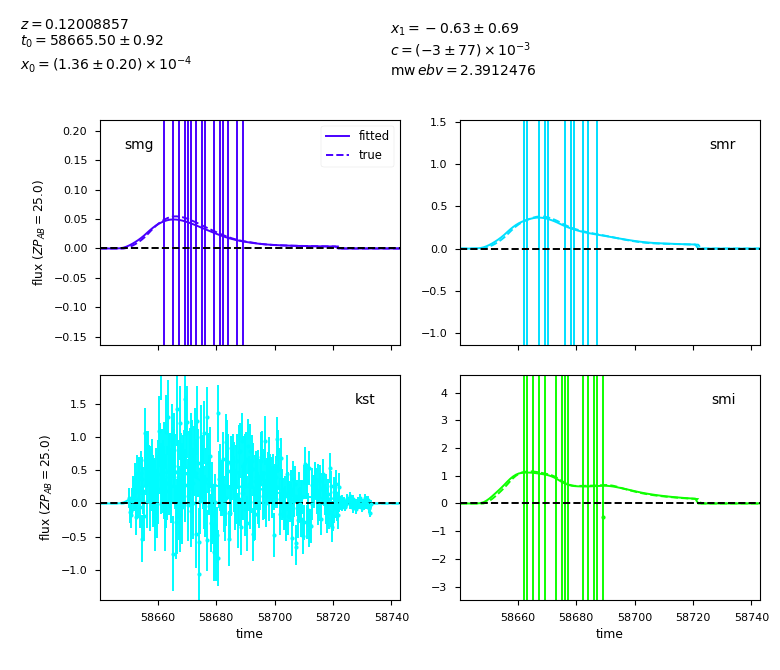 z = 0.12008857
t0 = 58665.50 ± 0.92
x0 = (1.36 ± 0.20) × 10^−4
x1 = −0.63 ± 0.69
c = (−3 ± 77) × 10^−3
mw ebv = 2.3912476
smg
fitted
true
0.20
0.15
0.10
0.05
0.00
−0.05
−0.10
−0.15
flux (ZP_AB = 25.0)
smr
1.5
1.0
0.5
0.0
−0.5
−1.0
kst
1.5
1.0
0.5
0.0
−0.5
−1.0
flux (ZP_AB = 25.0)
58660 58680 58700 58720 58740
time
smi
4
3
2
1
0
−1
−2
−3
58660 58680 58700 58720 58740
time